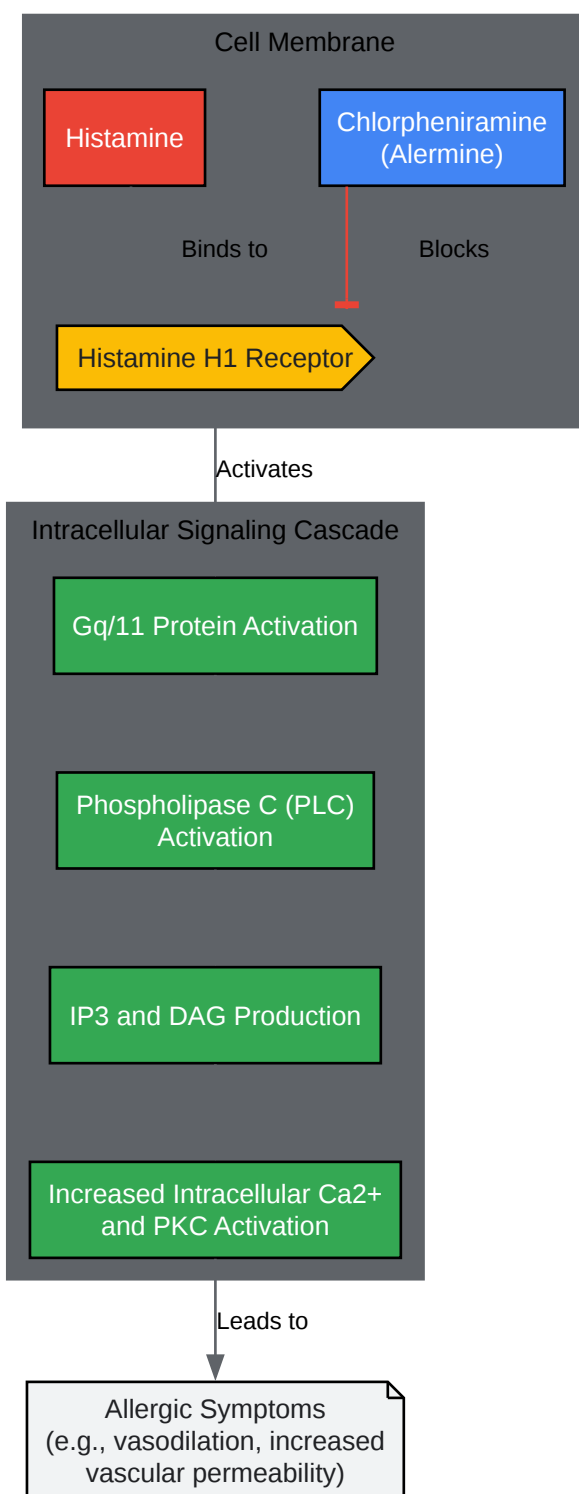 Cell Membrane
Histamine
Chlorpheniramine
(Alermine)
Binds to
Blocks
Histamine H1 Receptor
Activates
Intracellular Signaling Cascade
Gq/11 Protein Activation
Phospholipase C (PLC)
Activation
IP3 and DAG Production
Increased Intracellular Ca2+
and PKC Activation
Leads to
Allergic Symptoms
(e.g., vasodilation, increased
vascular permeability)